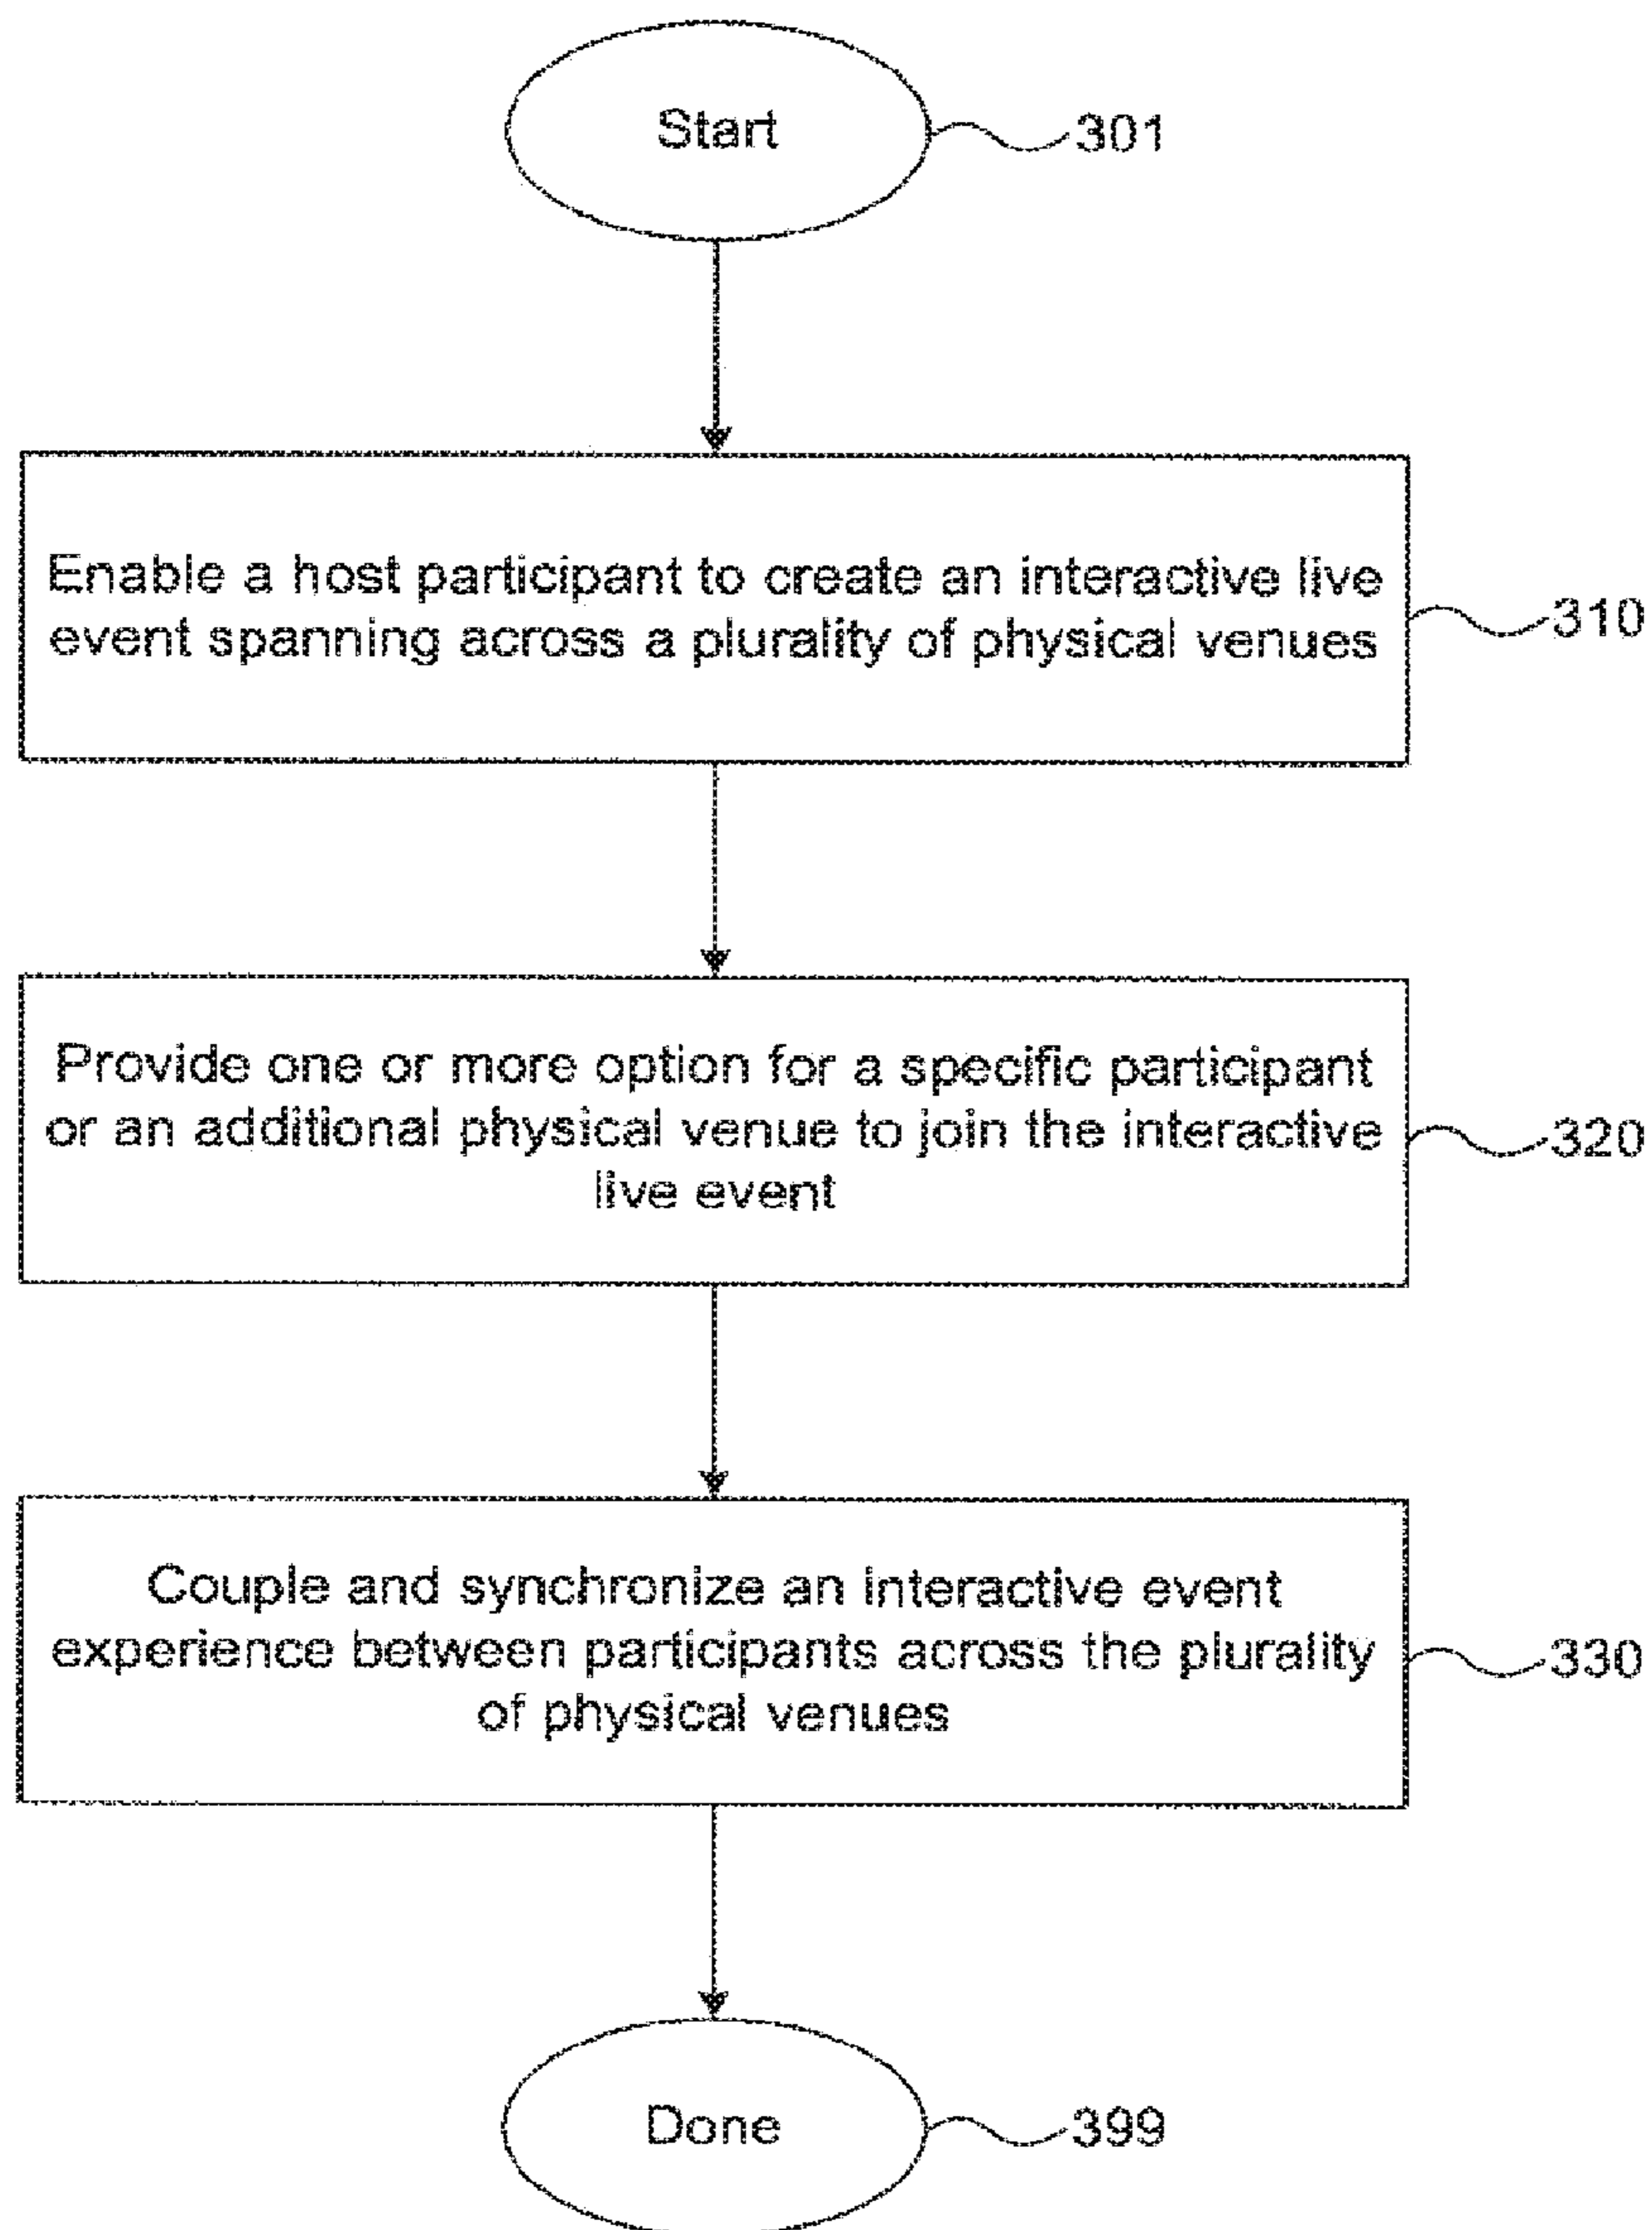 Start
301
Enable a host participant to create an interactive live
event spanning across a plurality of physical venues
310
Provide one or more option for a specific participant
or an additional physical venue to join the interactive
live event
320
Couple and synchronize an interactive event
experience between participants across the plurality
of physical venues
330
Done
399